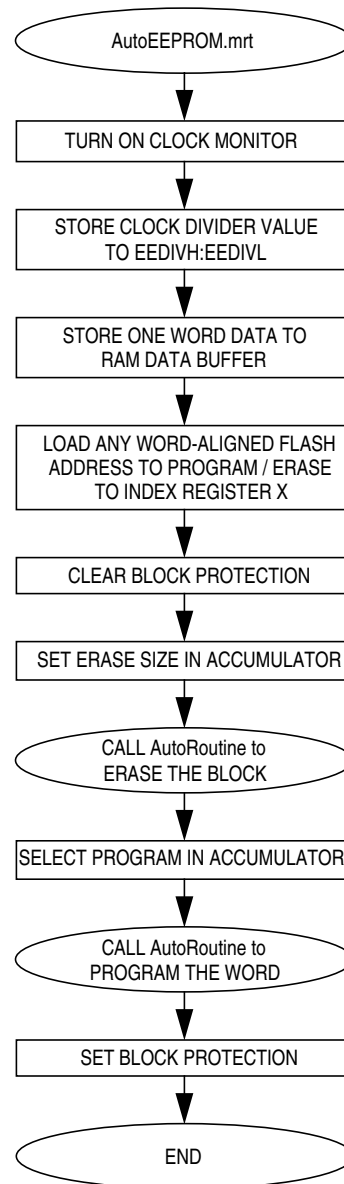 AutoEEPROM.mrt
TURN ON CLOCK MONITOR
STORE CLOCK DIVIDER VALUE
TO EEDIVH:EEDIVL
STORE ONE WORD DATA TO
RAM DATA BUFFER
LOAD ANY WORD-ALIGNED FLASH
ADDRESS TO PROGRAM / ERASE
TO INDEX REGISTER X
CLEAR BLOCK PROTECTION
SET ERASE SIZE IN ACCUMULATOR
CALL AutoRoutine to
ERASE THE BLOCK
SELECT PROGRAM IN ACCUMULATOR
CALL AutoRoutine to
PROGRAM THE WORD
SET BLOCK PROTECTION
END